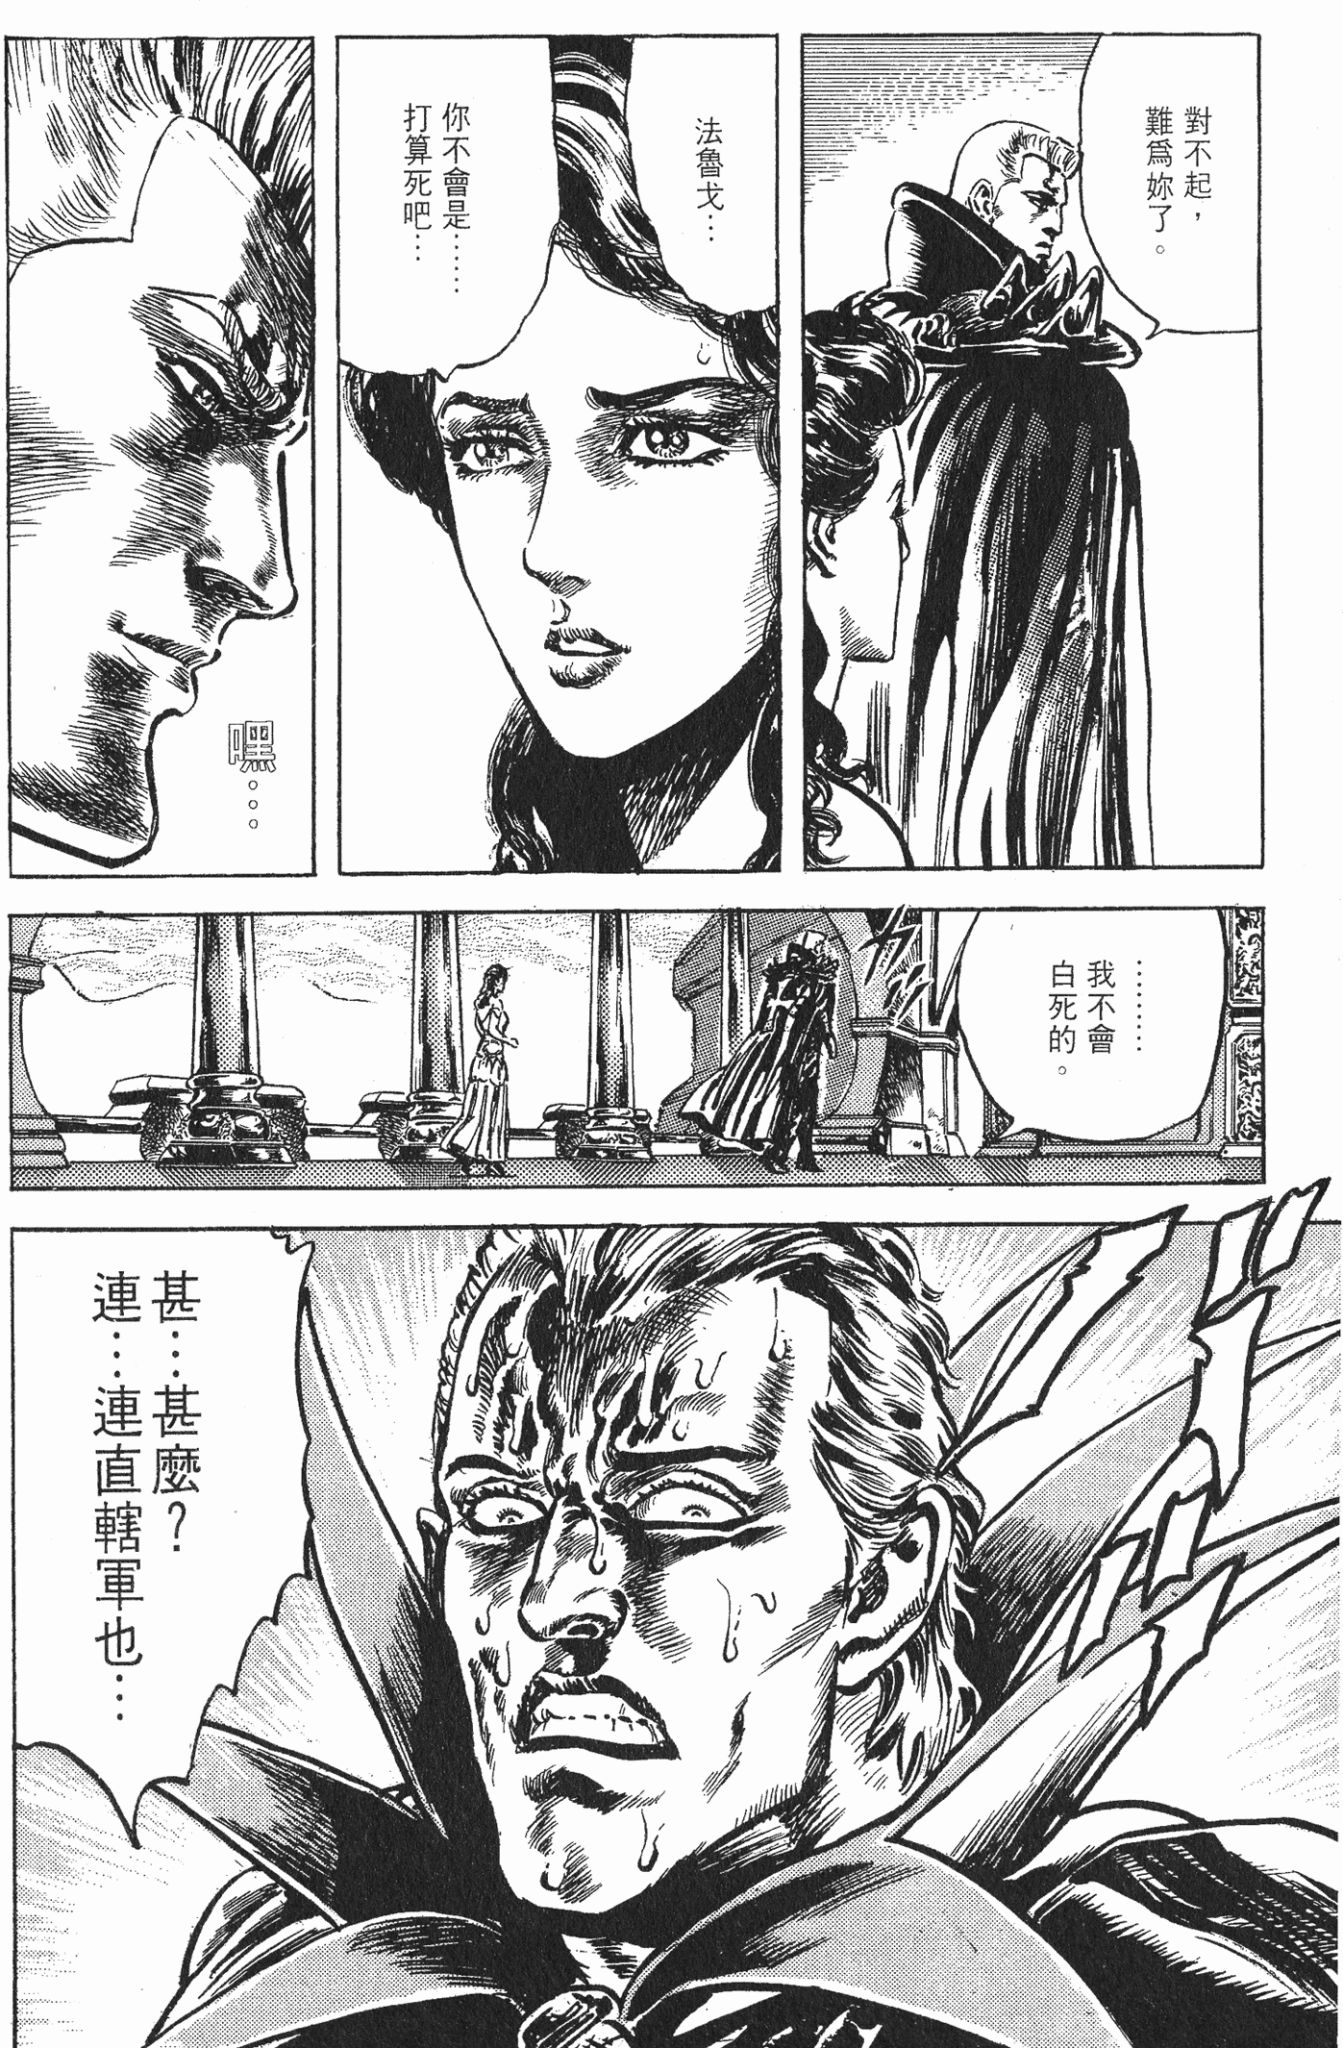 對不起，
難爲妳了。
法魯戈…
你不會是……
打算死吧…
嘿…
………
我不會
白死的。
甚…甚麼？
連…連直轄軍也…